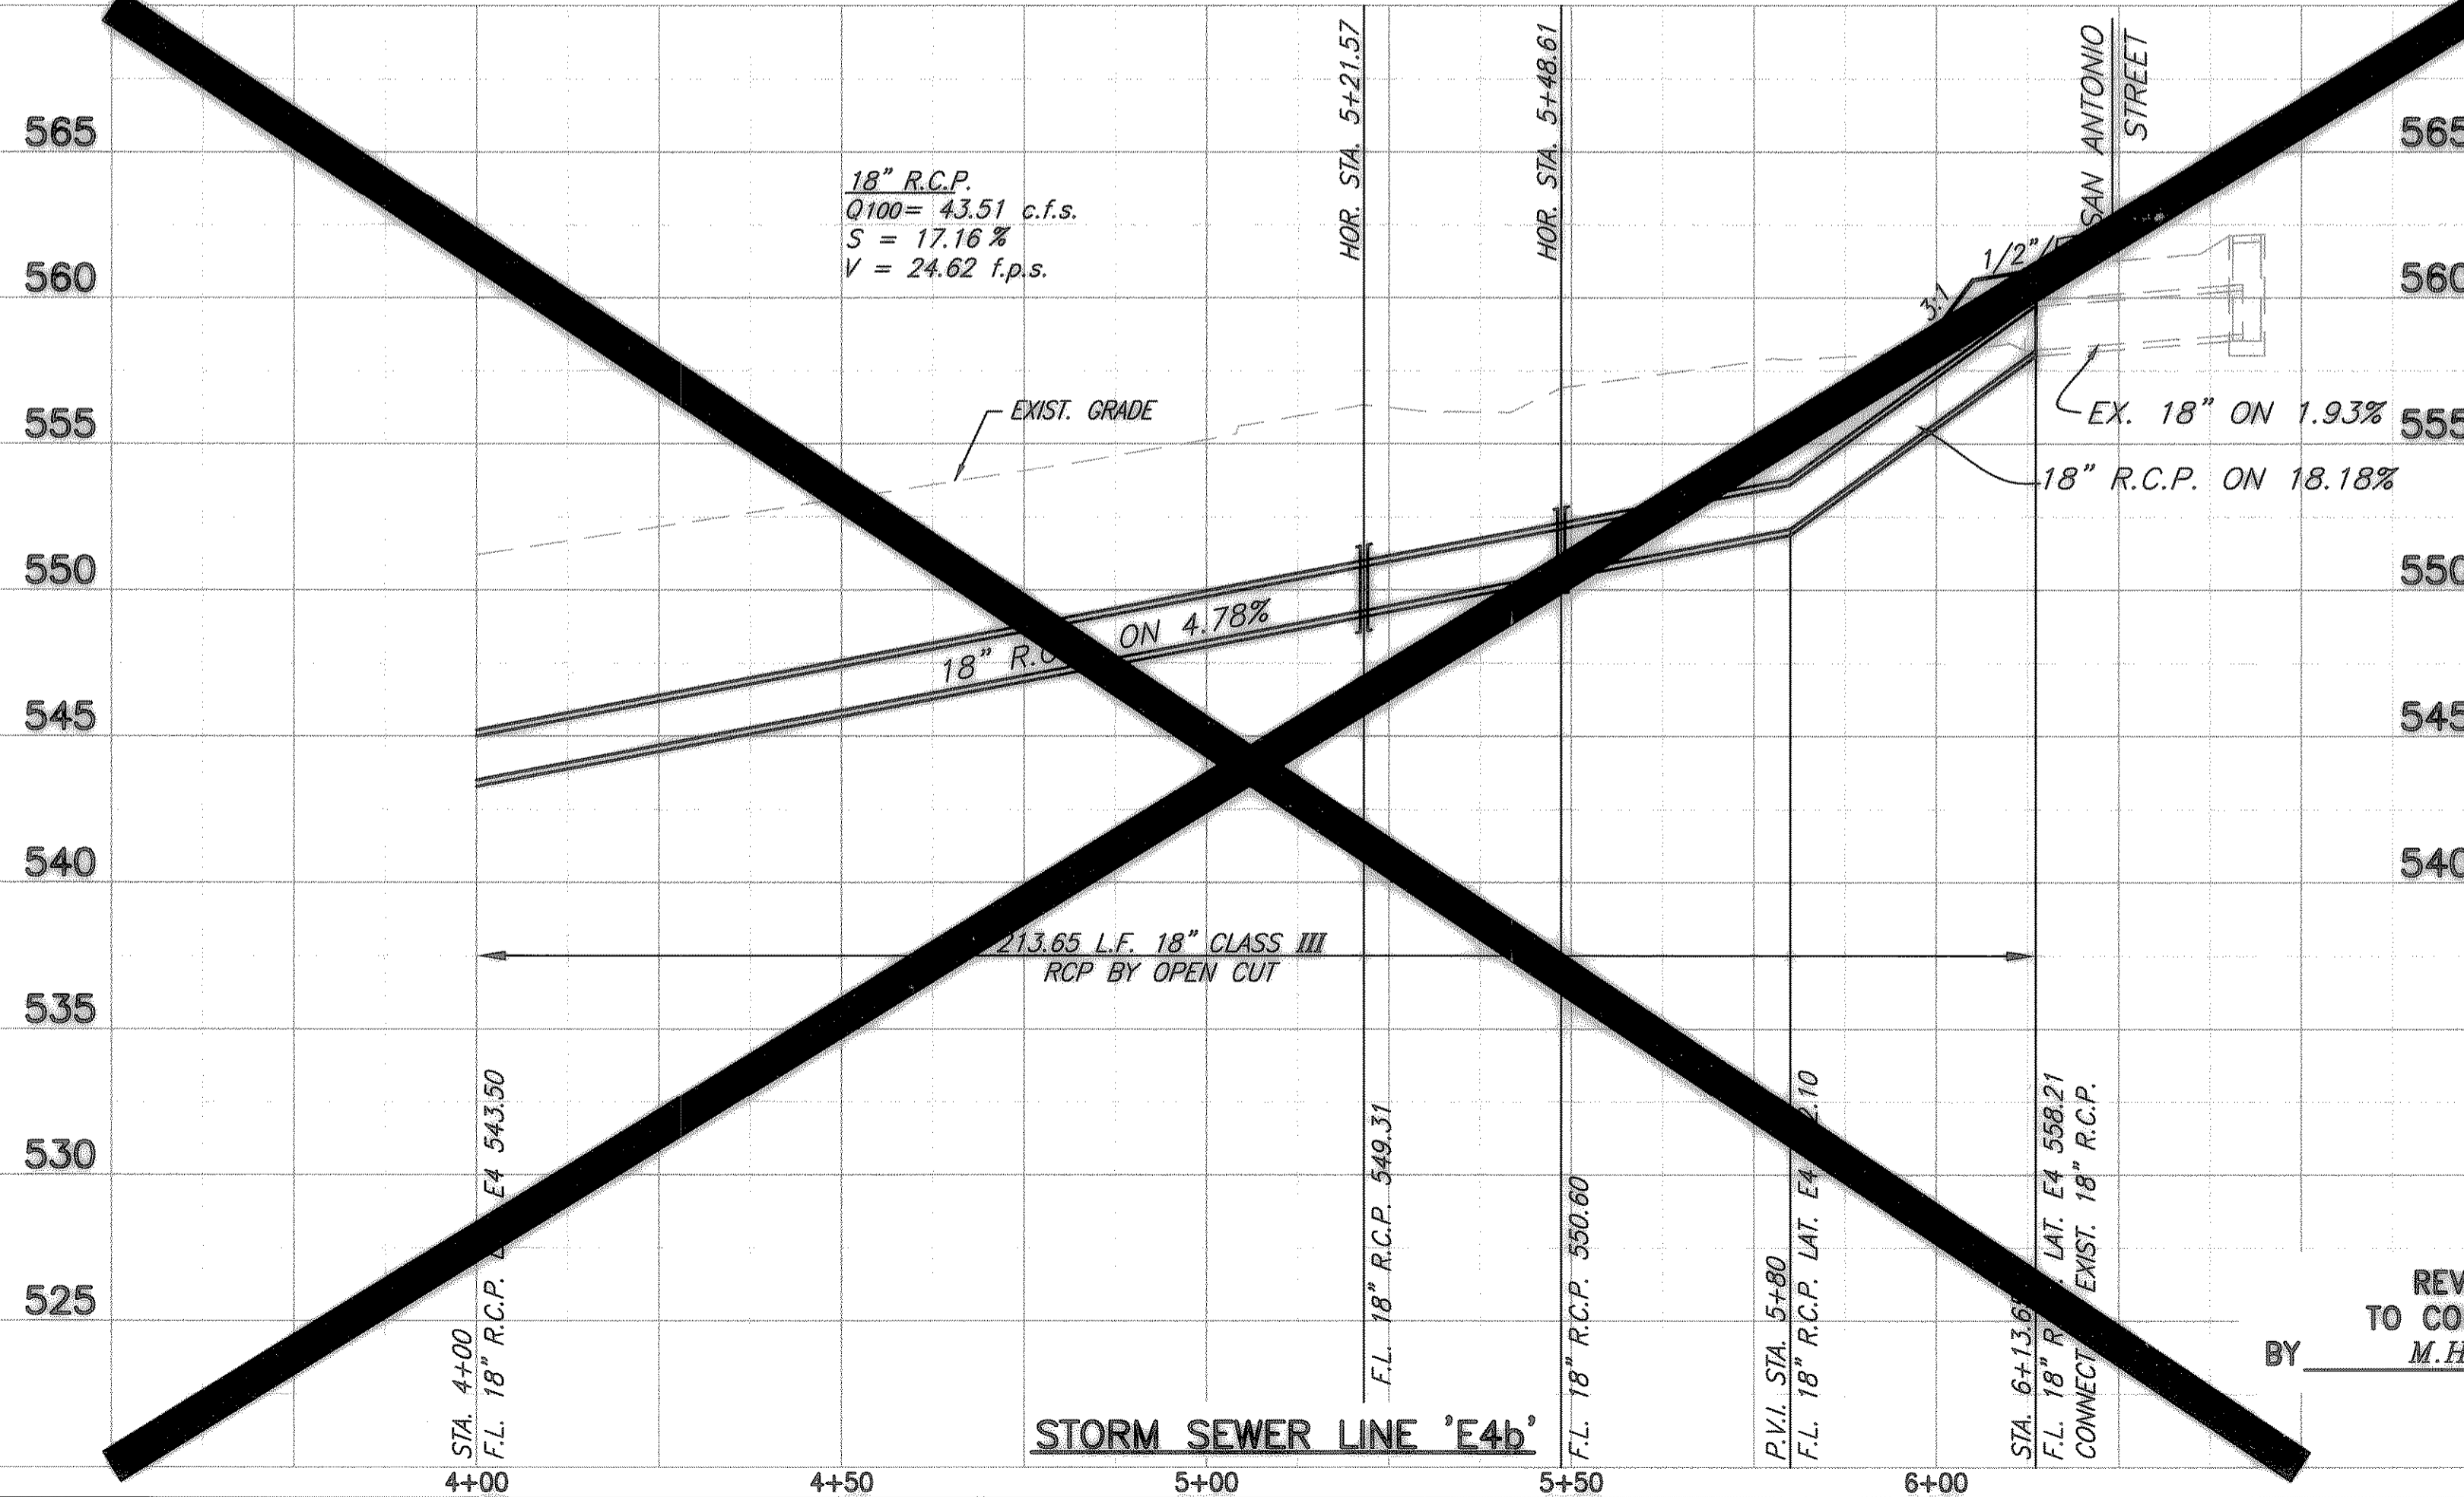 HOR. STA. 5+21.57
HOR. STA. 5+48.61
SAN ANTONIO
STREET
565
565
18" R.C.P.
Q100= 43.51 c.f.s.
S = 17.16 %
V = 24.62 f.p.s.
1/2"/
3:1
560
560
EXIST. GRADE
EX. 18" ON 1.93%
555
555
18" R.C.P. ON 18.18%
550
550
18" R.C ON 4.78%
545
545
540
540
213.65 L.F. 18" CLASS III
RCP BY OPEN CUT
535
530
525
STA. 4+00
F.L. 18" R.C.P. E4 543.50
F.L. 18" R.C.P. 549.31
F.L. 18" R.C.P. 550.60
P.V.I. STA. 5+80
F.L. 18" R.C.P. LAT. E4 2.10
STA. 6+13.6
F.L. 18" R LAT. E4 558.21
CONNECT EXIST. 18" R.C.P.
REV
TO CO
BY M.H
STORM SEWER LINE 'E4b'
4+00 4+50 5+00 5+50 6+00